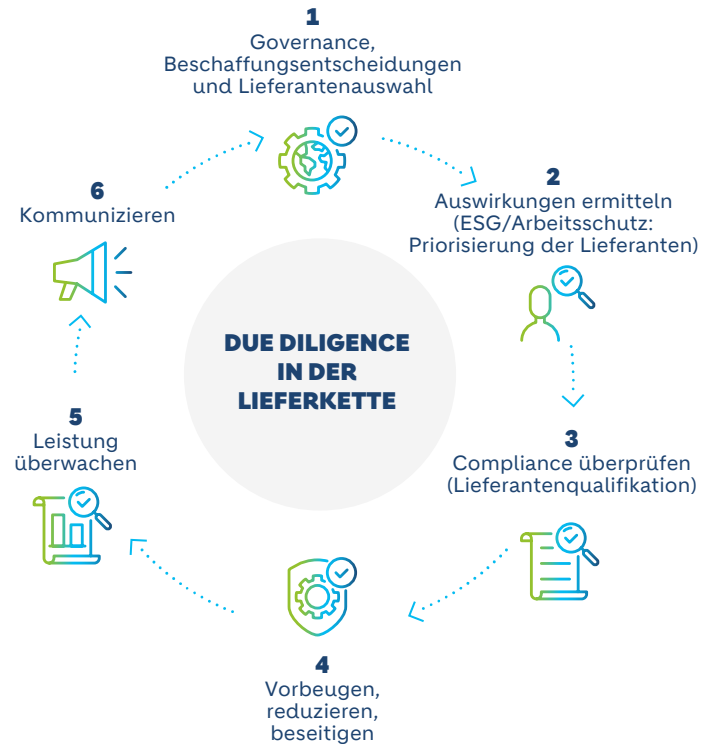 1
Governance,
Beschaffungsentscheidungen
und Lieferantenauswahl
2
Auswirkungen ermitteln
(ESG/Arbeitsschutz:
Priorisierung der Lieferanten)
3
Compliance überprüfen
(Lieferantenqualifikation)
4
Vorbeugen,
reduzieren,
beseitigen
5
Leistung
überwachen
6
Kommunizieren
DUE DILIGENCE
IN DER
LIEFERKETTE